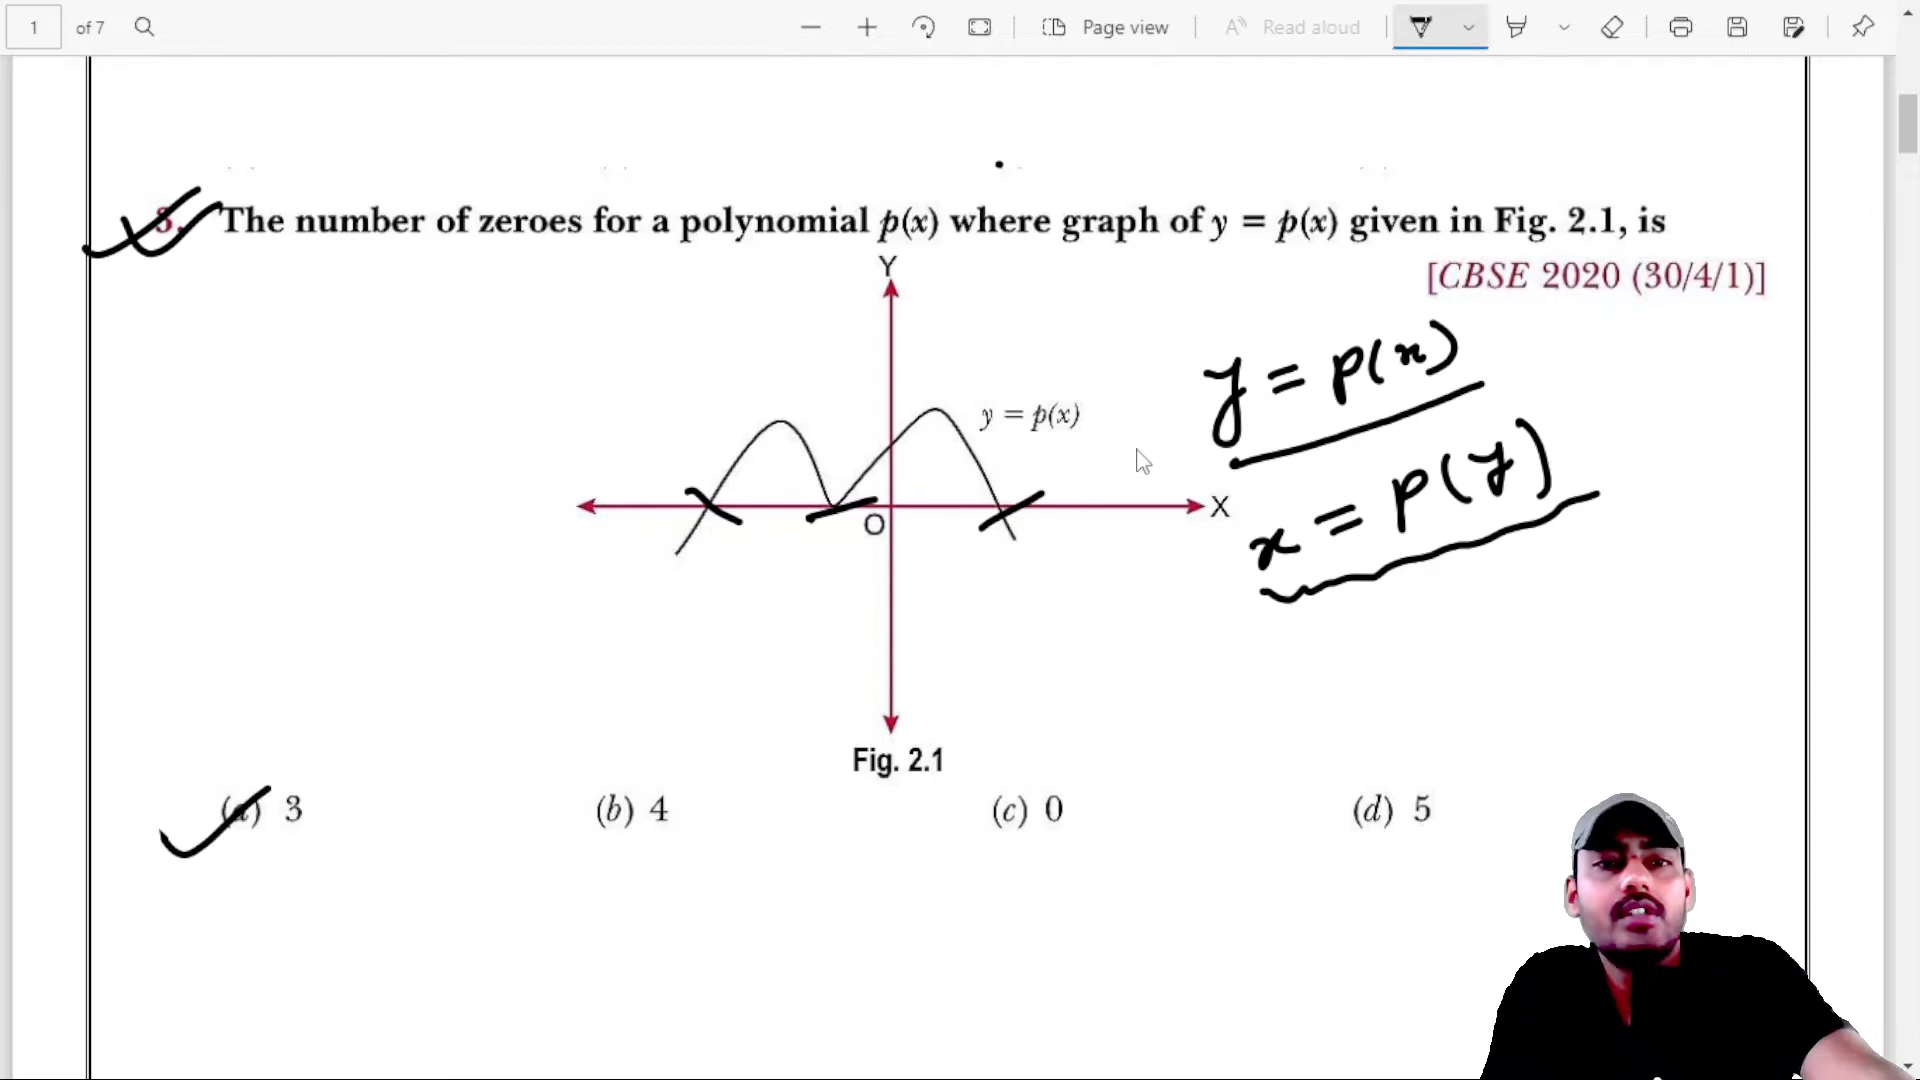 1 of 7 Page view Read aloud
3. The number of zeroes for a polynomial p(x) where graph of y = p(x) given in Fig. 2.1, is
[CBSE 2020 (30/4/1)]
Y
y = p(x)
y = p(x)
X
O
x = p(y)
Fig. 2.1
(a) 3 (b) 4 (c) 0 (d) 5